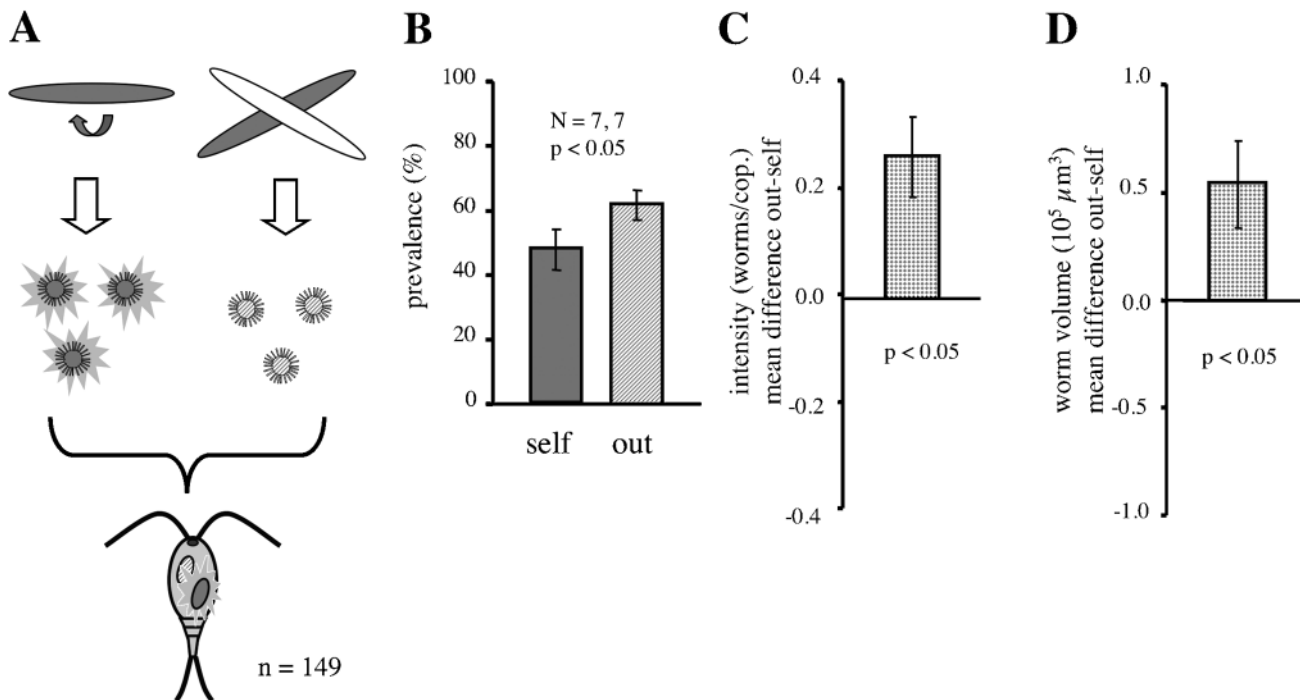 A
n = 149
B
100
80
60
40
20
0
prevalence (%)
N = 7, 7
p < 0.05
self out
C
0.4
0.2
0.0
-0.2
-0.4
intensity (worms/cop.)
mean difference out-self
p < 0.05
D
1.0
0.5
0.0
-0.5
-1.0
worm volume (10⁵ μm³)
mean difference out-self
p < 0.05